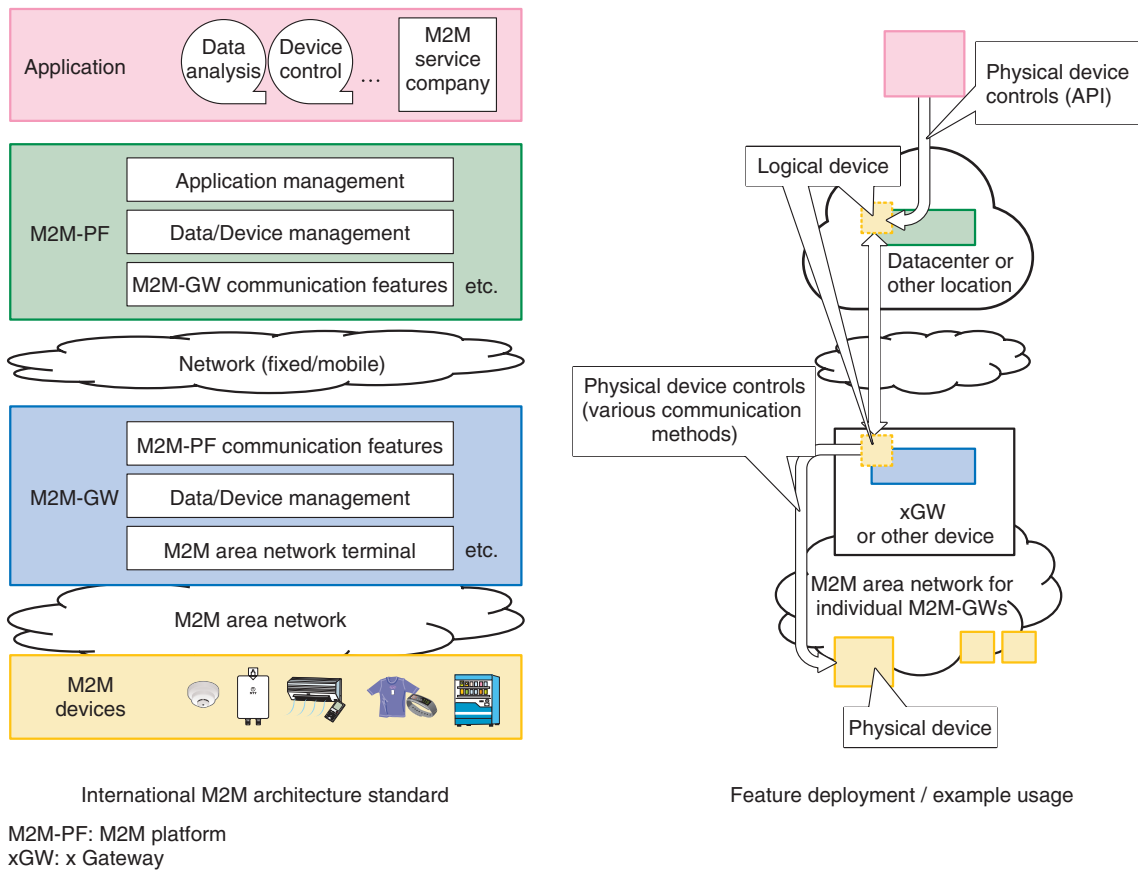 Application
Data
analysis
Device
control
…
M2M
service
company
M2M-PF
Application management
Data/Device management
M2M-GW communication features
etc.
Network (fixed/mobile)
M2M-GW
M2M-PF communication features
Data/Device management
M2M area network terminal
etc.
M2M area network
M2M
devices
International M2M architecture standard
M2M-PF: M2M platform
xGW: x Gateway
Physical device
controls (API)
Logical device
Datacenter or
other location
Physical device controls
(various communication
methods)
xGW
or other device
M2M area network for
individual M2M-GWs
Physical device
Feature deployment / example usage